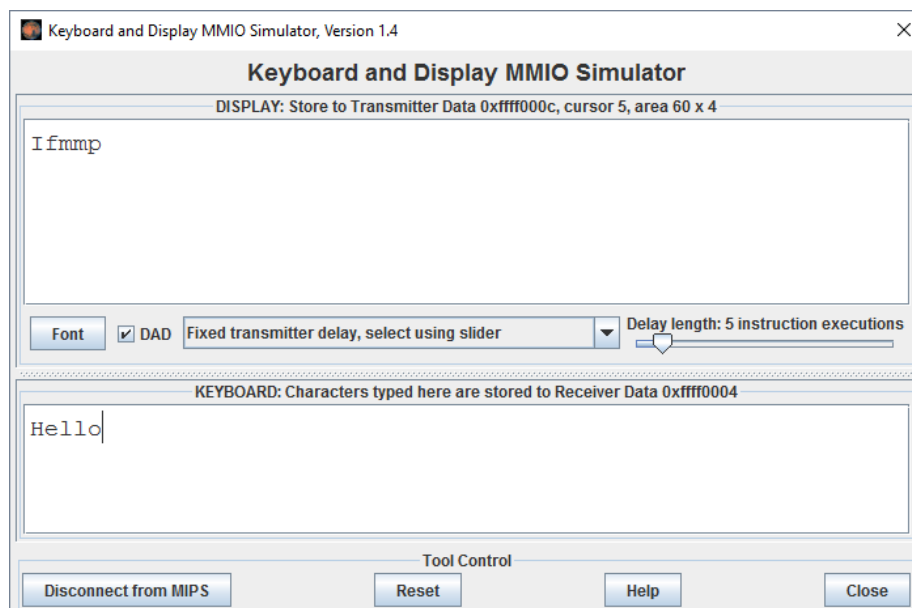 Keyboard and Display MMIO Simulator, Version 1.4
Keyboard and Display MMIO Simulator
DISPLAY: Store to Transmitter Data 0xffff000c, cursor 5, area 60 x 4
Ifmmp
Font DAD Fixed transmitter delay, select using slider Delay length: 5 instruction executions
KEYBOARD: Characters typed here are stored to Receiver Data 0xffff0004
Hello
Tool Control
Disconnect from MIPS Reset Help Close